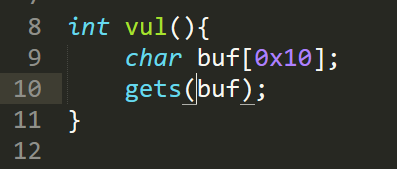 8 int vul(){
9 char buf[0x10];
10 gets(buf);
11 }
12